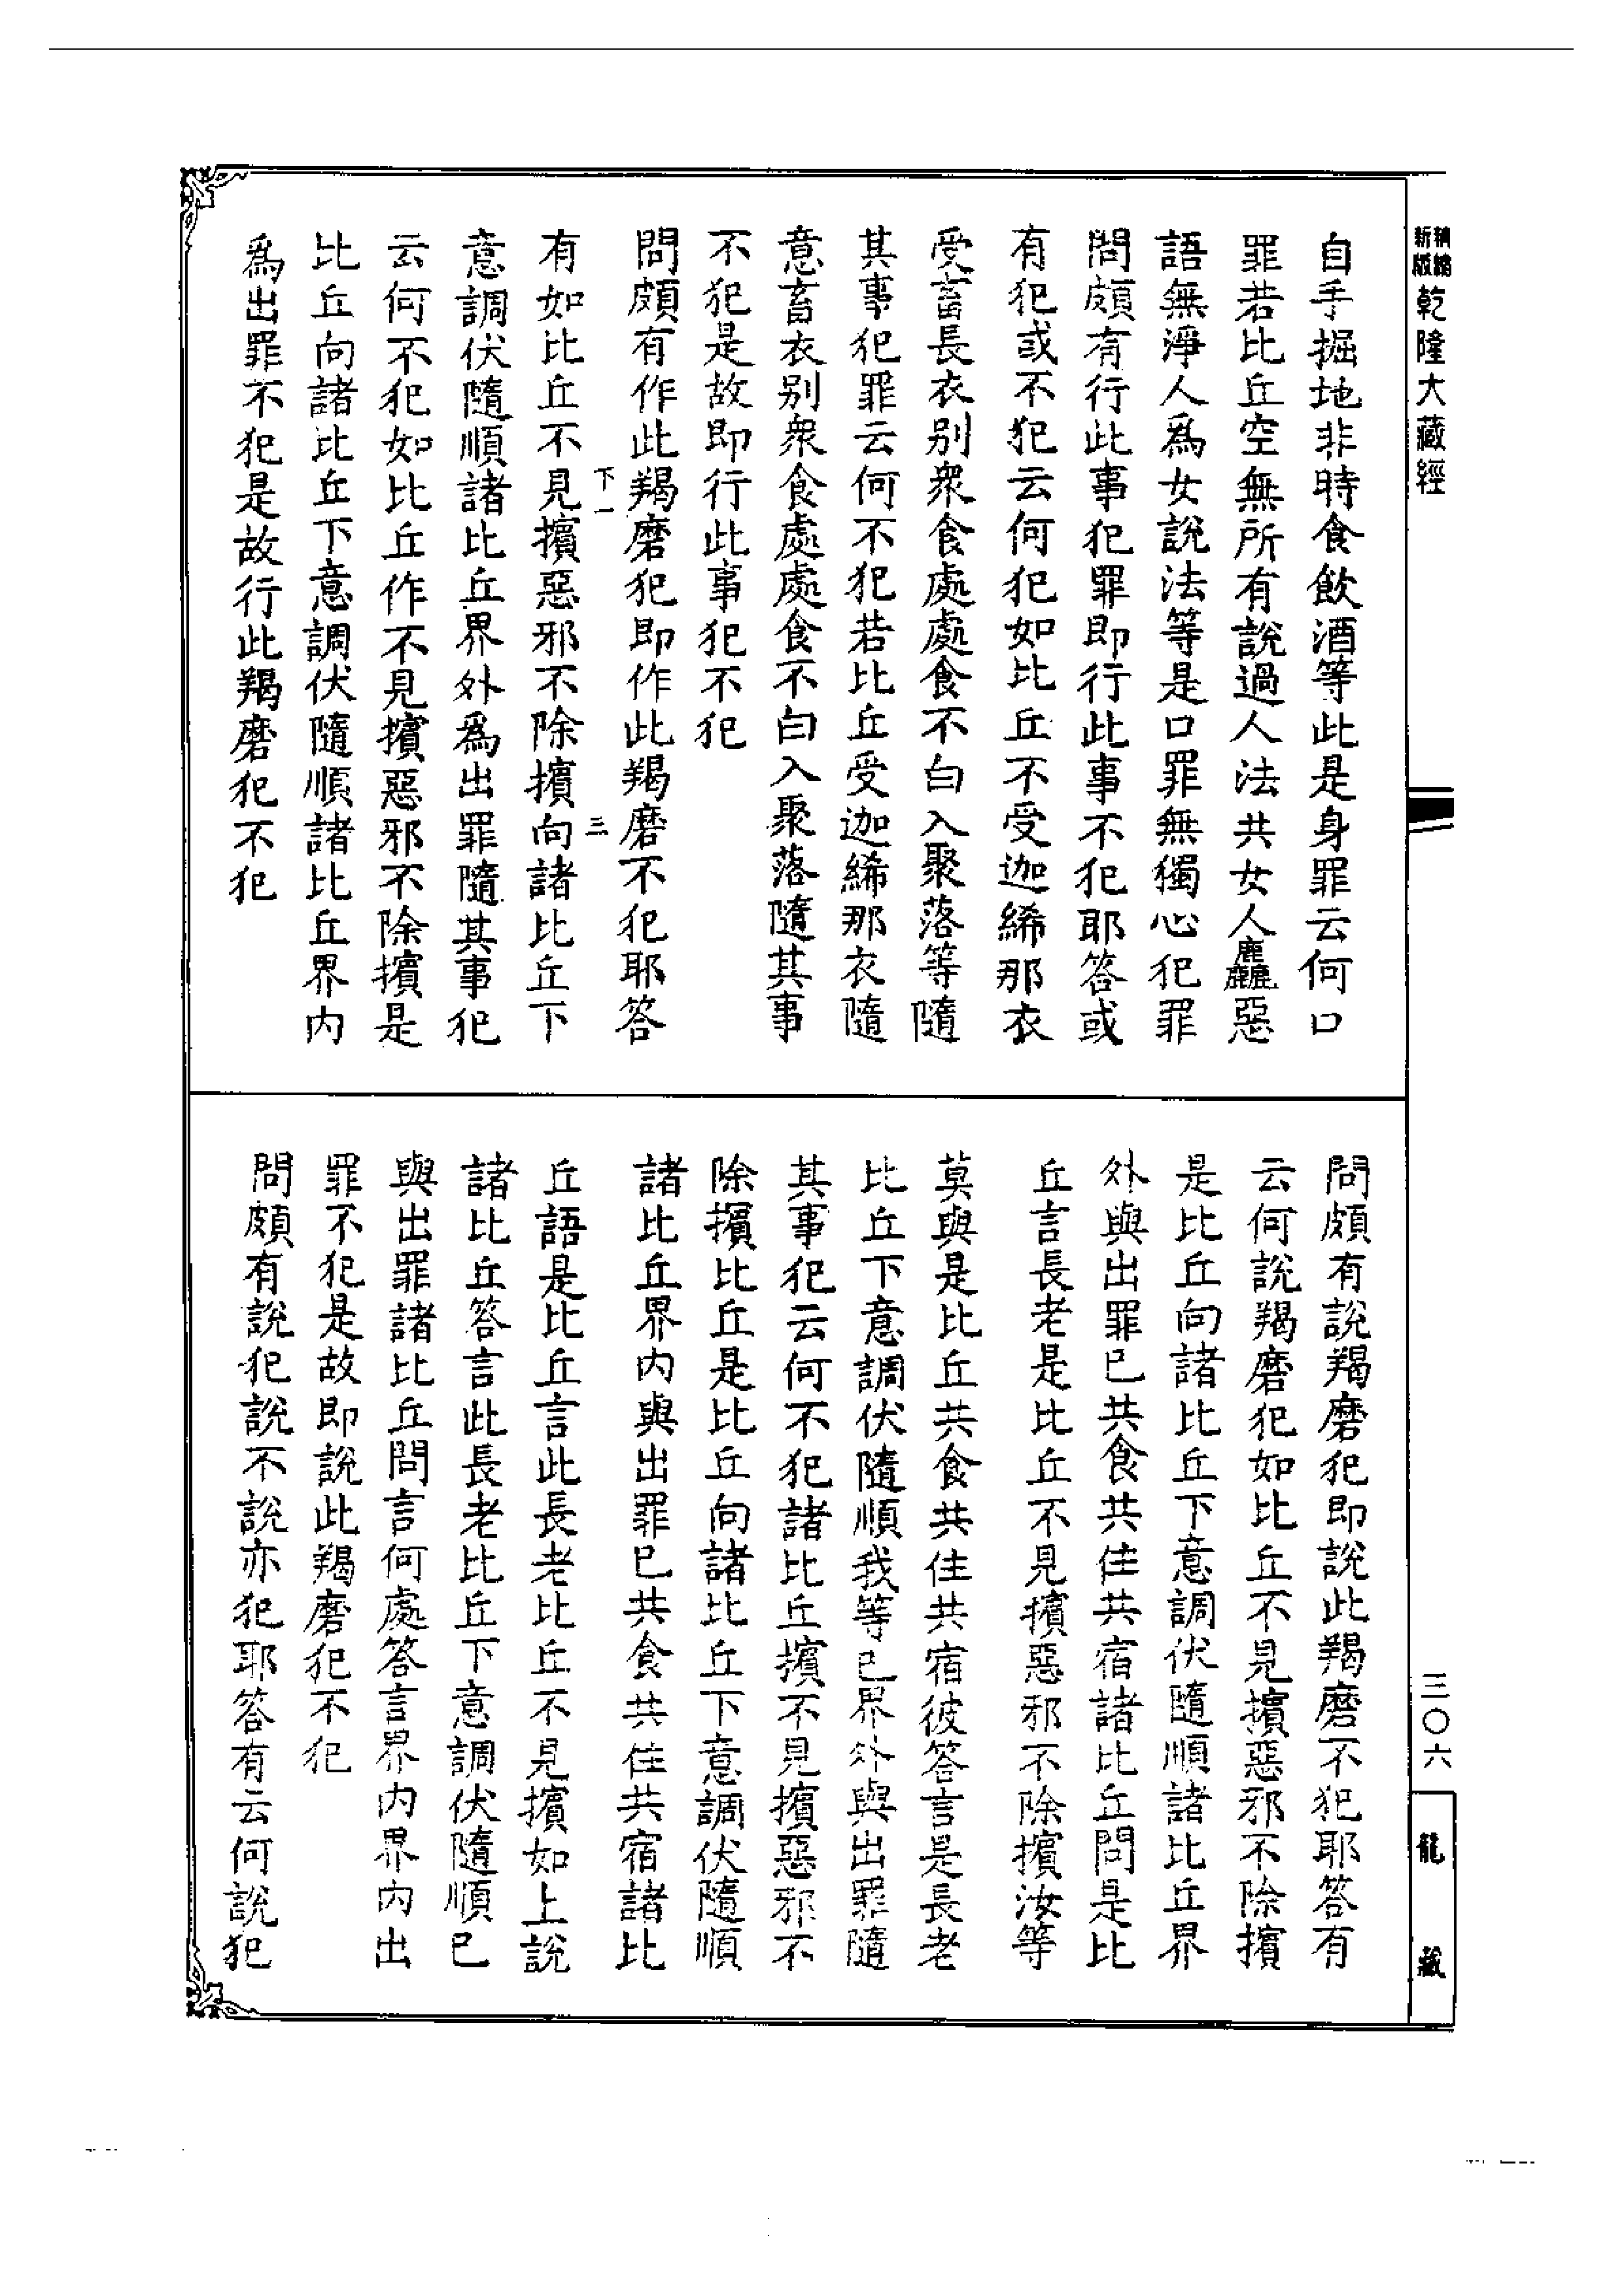 精縮新版乾隆大藏經
自手掘地非時食飲酒等此是身罪云何口
罪若比丘空無所有說過人法共女人麤惡
語無淨人為女說法等是口罪無獨心犯罪
問頗有行此事犯罪即行此事不犯耶答或
有犯或不犯云何犯如比丘不受迦絺那衣
受畜長衣别衆食處處食不白入聚落等隨
其事犯罪云何不犯若比丘受迦絺那衣隨
意畜衣别衆食處處食不白入聚落隨其事
不犯是故即行此事犯不犯
問頗有作此羯磨犯即作此羯磨不犯耶答
下一
三
有如比丘不見擯惡邪不除擯向諸比丘下
意調伏隨順諸比丘界外為出罪隨其事犯
云何不犯如比丘作不見擯惡邪不除擯是
比丘向諸比丘下意調伏隨順諸比丘界内
為出罪不犯是故行此羯磨犯不犯
問頗有說羯磨犯即說此羯磨不犯耶答有
云何說羯磨犯如比丘不見擯惡邪不除擯
是比丘向諸比丘下意調伏隨順諸比丘界
外與出罪已共食共住共宿諸比丘問是比
丘言長老是比丘不見擯惡邪不除擯汝等
莫與是比丘共食共住共宿彼答言是長老
比丘下意調伏隨順我等已界外與出罪隨
其事犯云何不犯諸比丘擯不見擯惡邪不
除擯比丘是比丘向諸比丘下意調伏隨順
諸比丘界内與出罪已共食共住共宿諸比
丘語是比丘言此長老比丘不見擯如上說
諸比丘答言此長老比丘下意調伏隨順已
與出罪諸比丘問言何處答言界内界内出
罪不犯是故即說此羯磨犯不犯
問頗有說犯說不說亦犯耶答有云何說犯
三〇六
龍藏